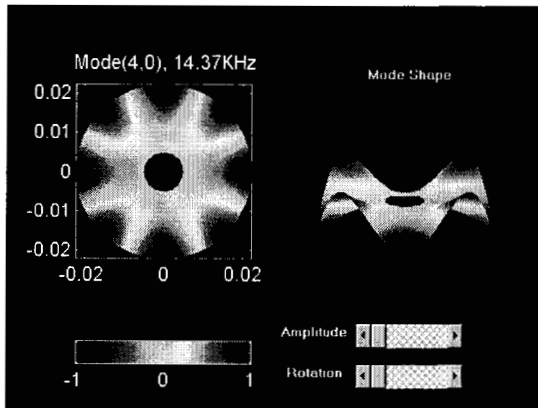 Mode(4,0), 14.37KHz
0.02
0.01
0
-0.01
-0.02
-0.02 0 0.02
Mode Shape
-1 0 1
Amplitude
Rotation